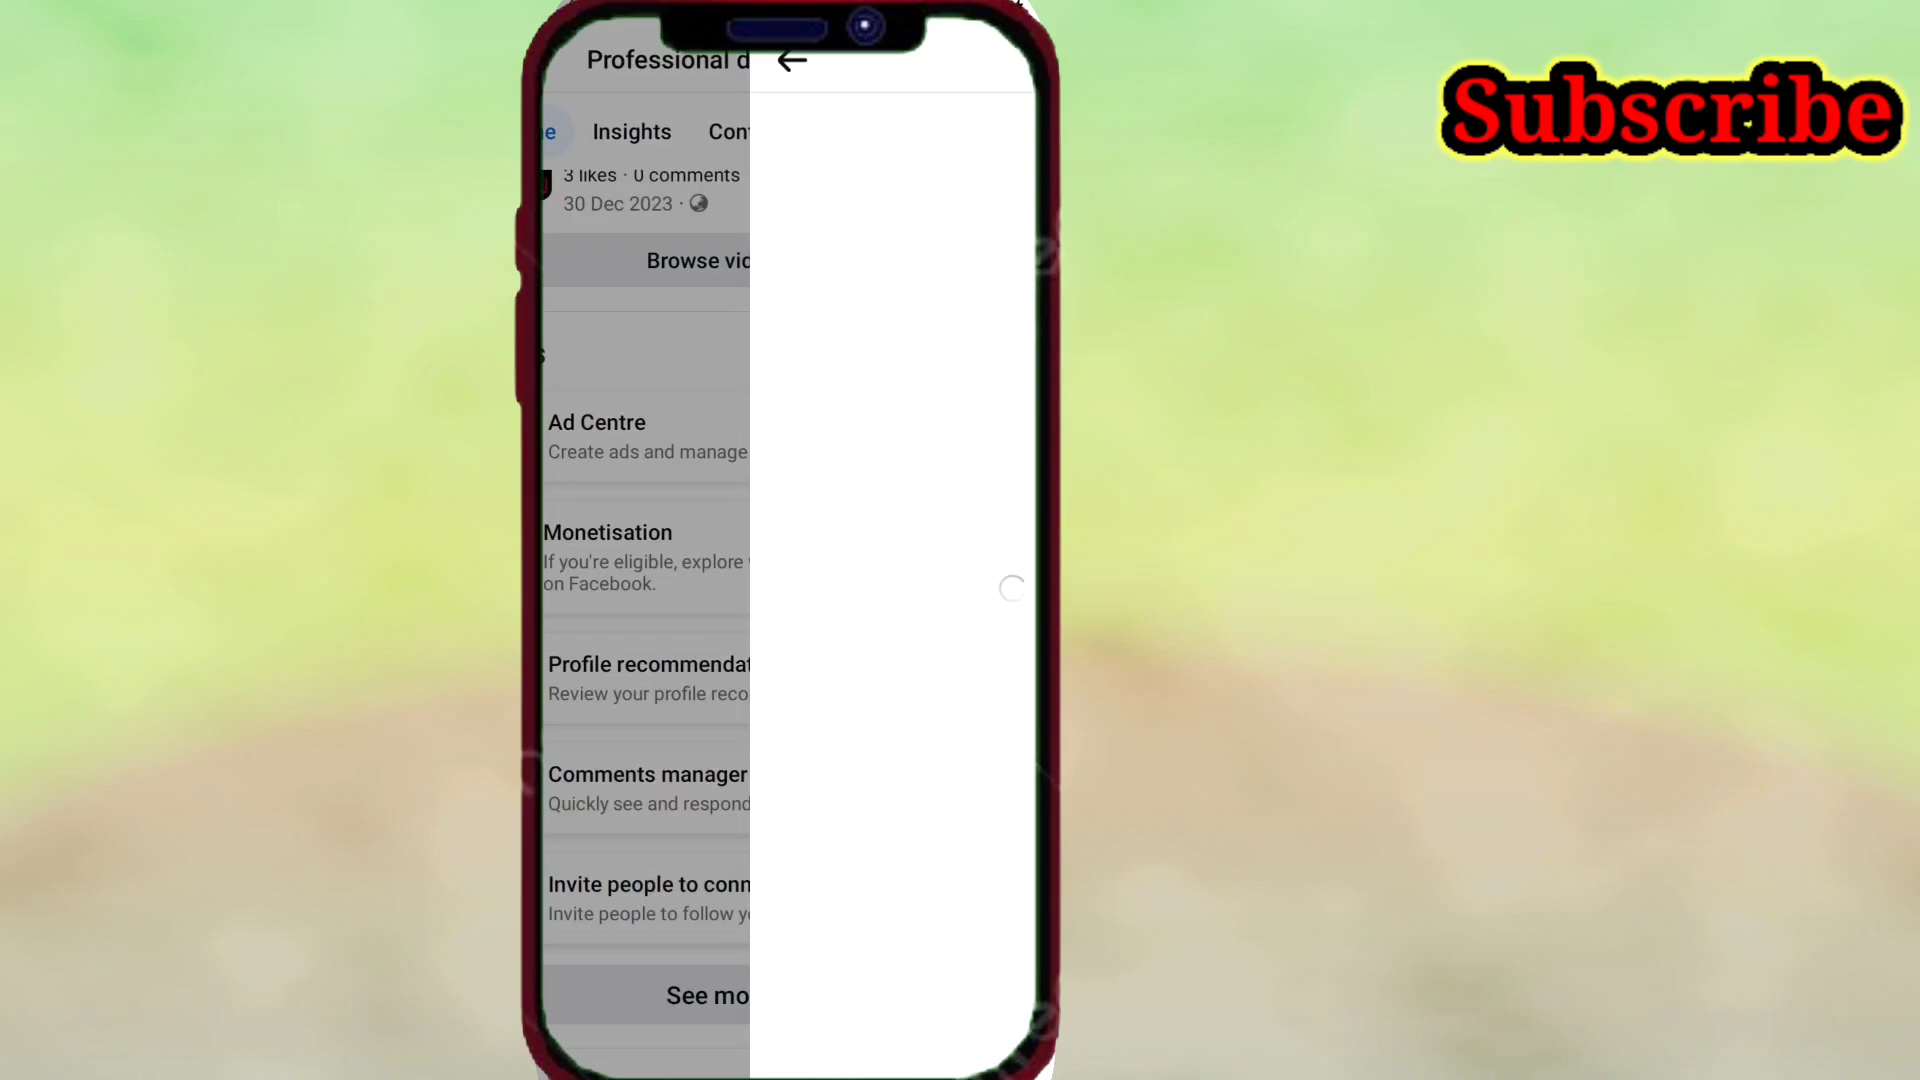 Subscribe
Professional d
e
Insights
Con
3 likes · 0 comments
30 Dec 2023 ·
Browse vid
s
Ad Centre
Create ads and manage
Monetisation
If you're eligible, explore
on Facebook.
Profile recommendat
Review your profile reco
Comments manager
Quickly see and respond
Invite people to conn
Invite people to follow y
See mo